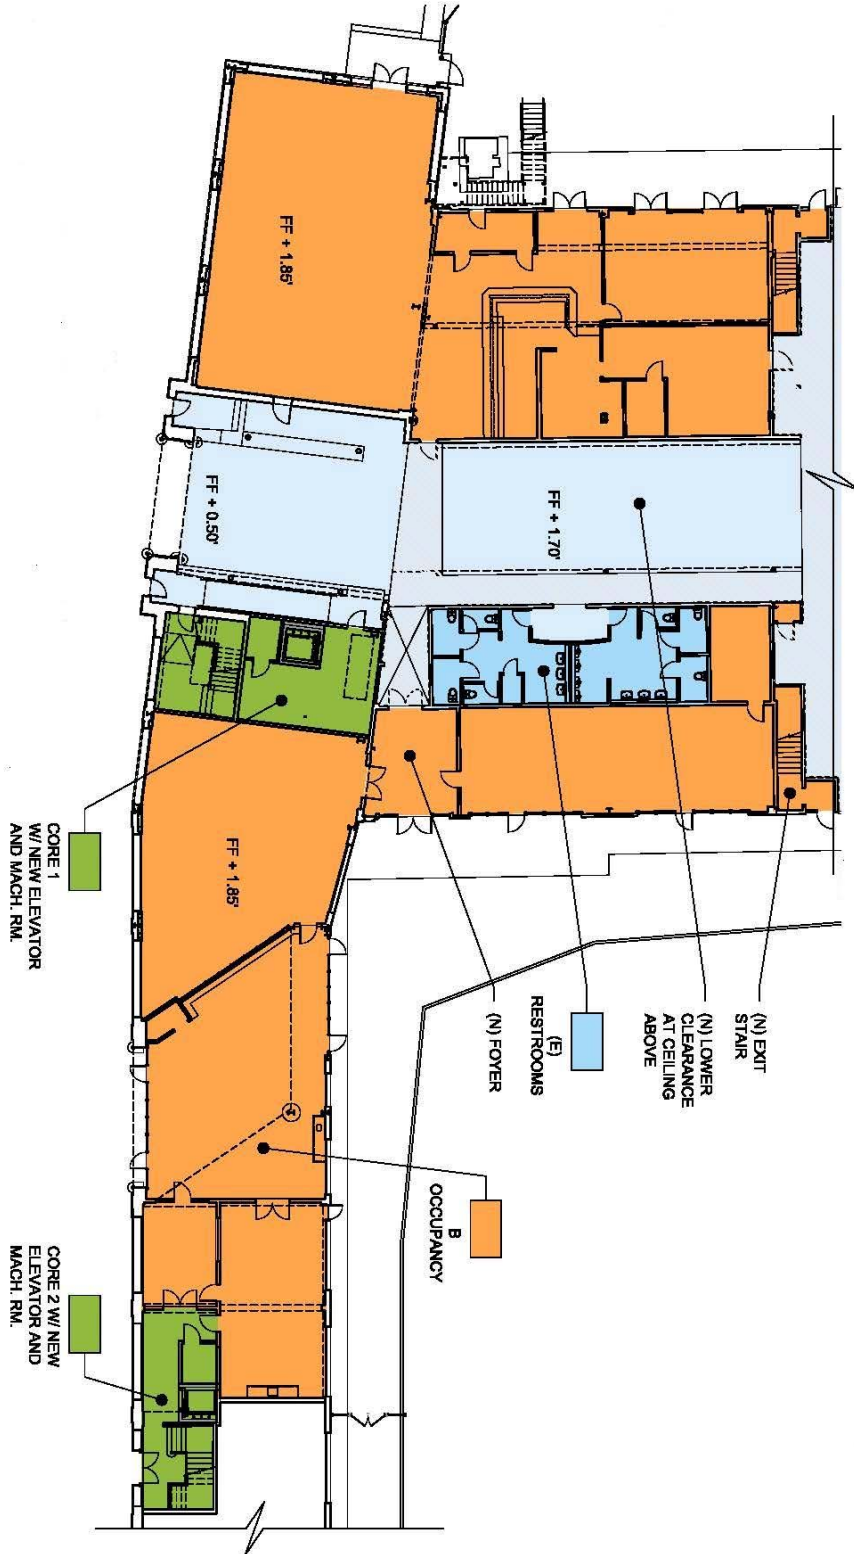 FF + 1.85'
FF + 0.50'
FF + 1.70'
FF + 1.85'
(N) EXIT
STAIR
(N) LOWER
CLEARANCE
AT CEILING
ABOVE
(E)
RESTROOMS
(N) FOYER
B
OCCUPANCY
CORE 1
W/ NEW ELEVATOR
AND MACH. RM.
CORE 2 W/ NEW
ELEVATOR AND
MACH. RM.